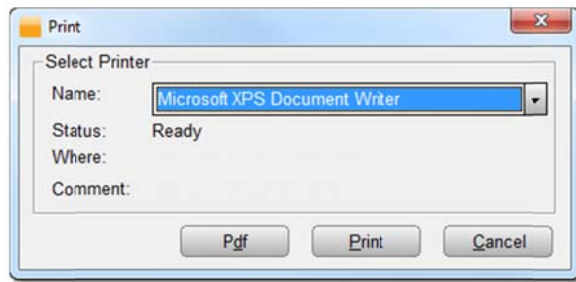 Print
Select Printer
Name: Microsoft XPS Document Writer
Status: Ready
Where:
Comment:
Pdf Print Cancel